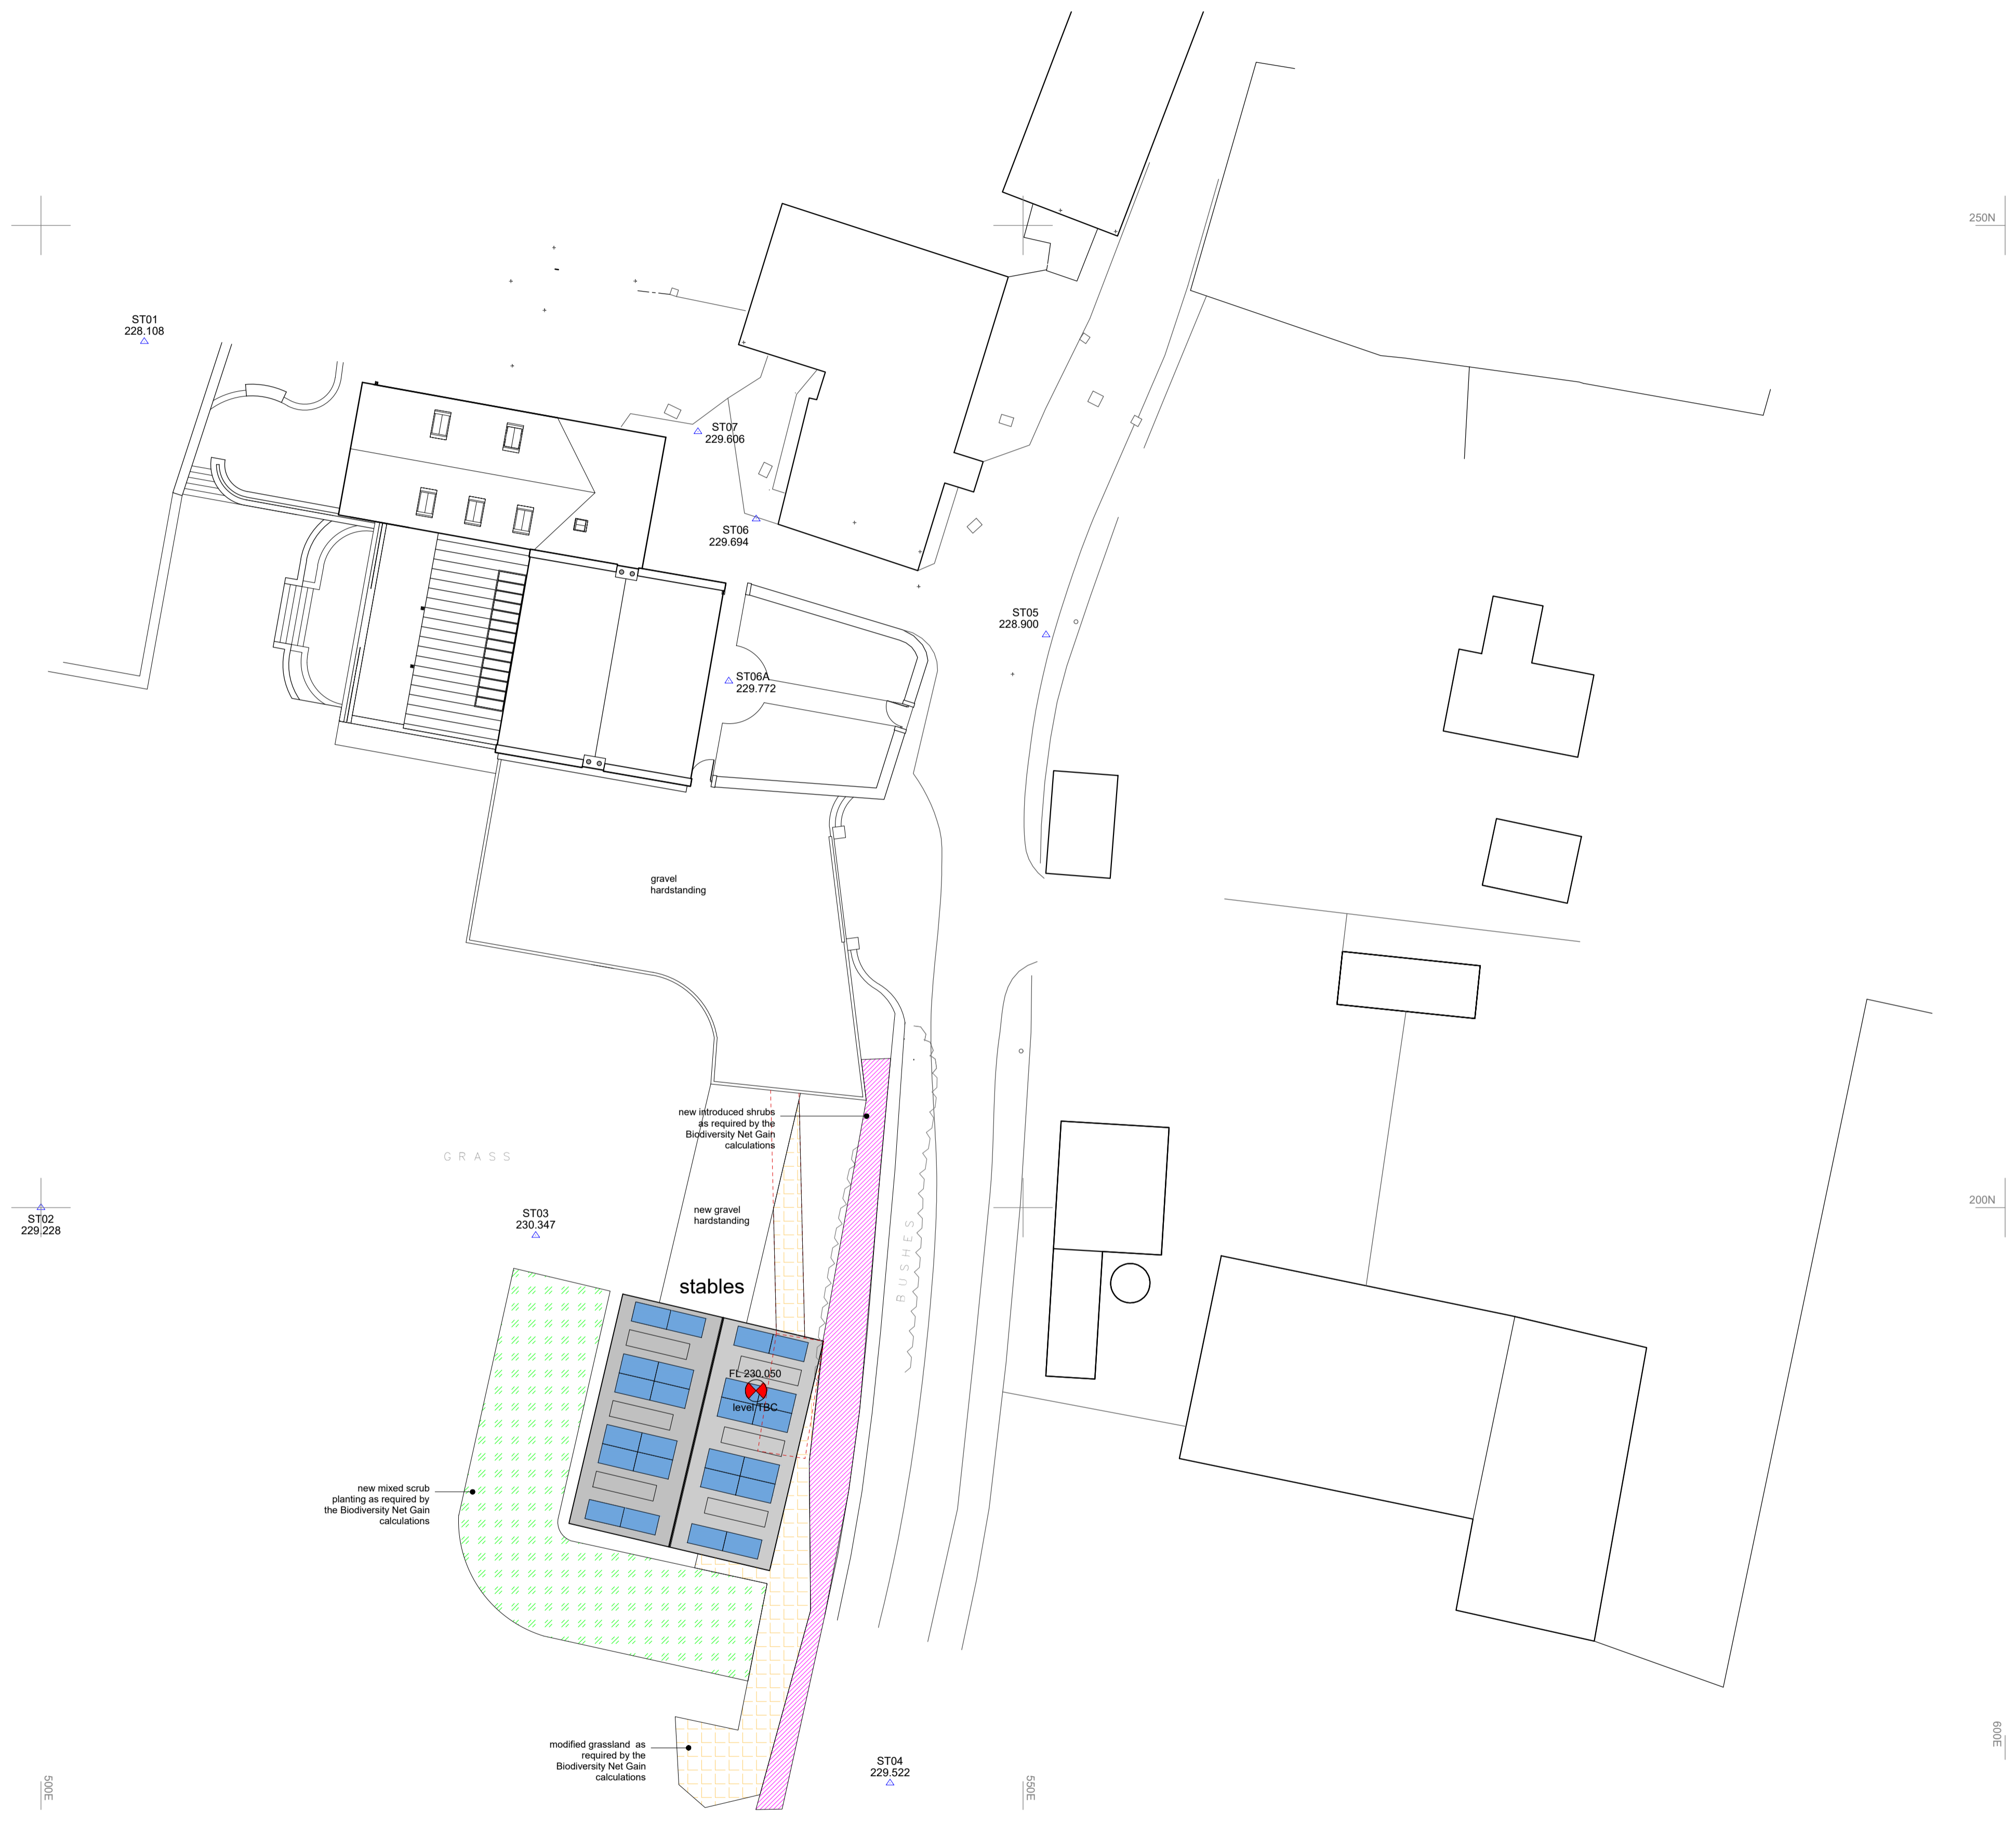 250N
ST01
228.108
ST07
229.606
ST06
229.694
ST05
228.900
ST06A
229.772
gravel
hardstanding
new introduced shrubs
as required by the
Biodiversity Net Gain
calculations
GRASS
200N
ST02
229.228
ST03
230.347
new gravel
hardstanding
BUSHES
stables
FL 230.050
level TBC
new mixed scrub
planting as required by
the Biodiversity Net Gain
calculations
modified grassland as
required by the
Biodiversity Net Gain
calculations
ST04
229.522
600E
500E
550E